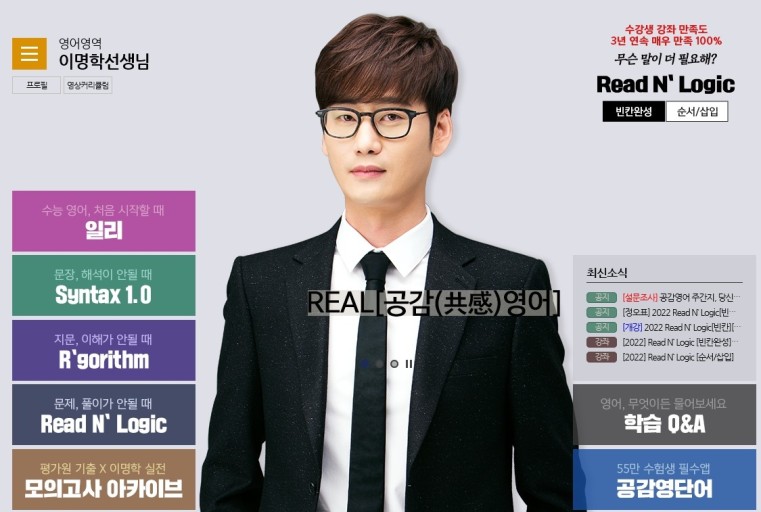 영어영역
이명학선생님
프로필
영상커리큘럼
수강생 강좌 만족도
3년 연속 매우 만족 100%
무슨 말이 더 필요해?
Read N' Logic
빈칸완성
순서/삽입
수능 영어, 처음 시작할 때
일리
문장, 해석이 안될 때
Syntax 1.0
지문, 이해가 안될 때
R'gorithm
문제, 풀이가 안될 때
Read N' Logic
평가원 기출 X 이명학 실전
모의고사 아카이브
REAL[공감(共感)영어]
최신소식
공지 [설문조사] 공감영어 주간지, 당신…
공지 [정오표] 2022 Read N' Logic[빈…
공지 [개강] 2022 Read N' Logic[빈칸][…
강좌 [2022] Read N' Logic [빈칸완성]…
강좌 [2022] Read N' Logic [순서/삽입]
영어, 무엇이든 물어보세요
학습 Q&A
55만 수험생 필수앱
공감영단어